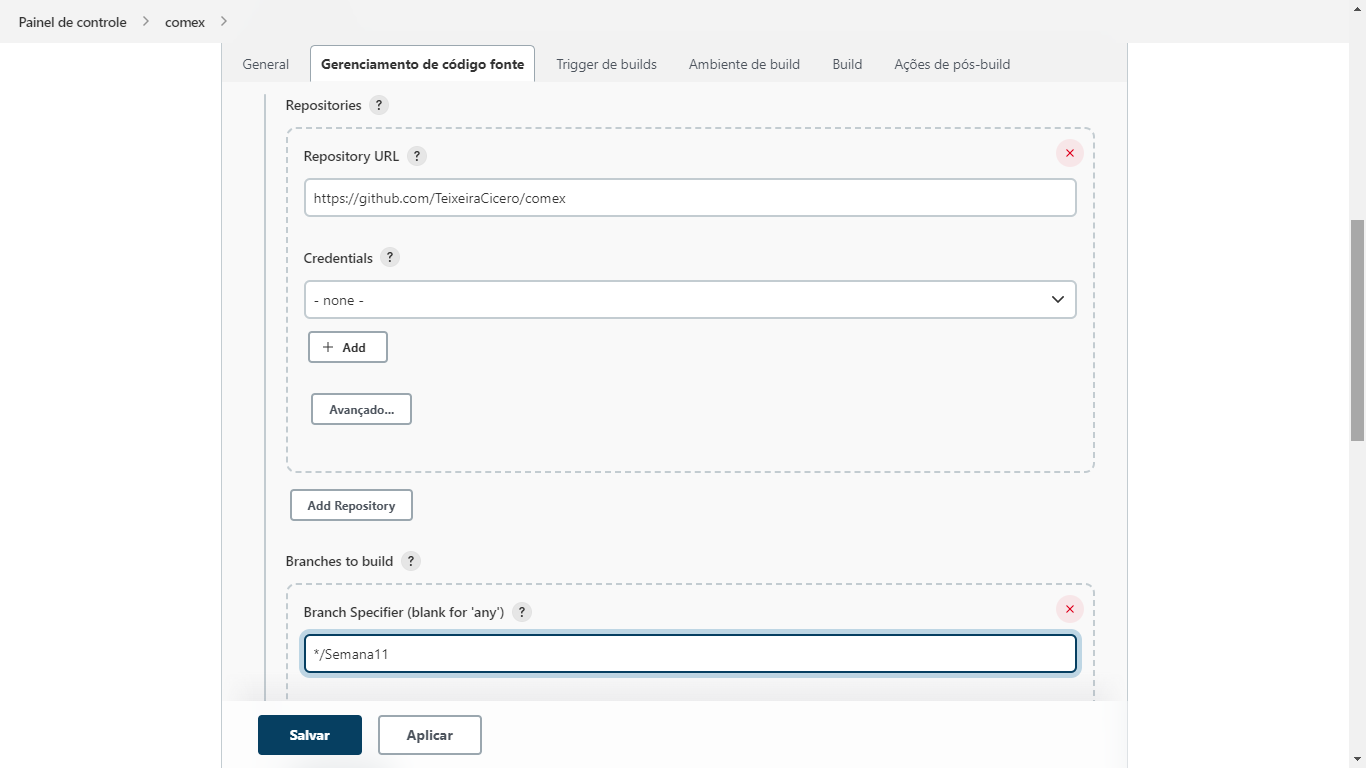 Painel de controle > comex >
General Gerenciamento de código fonte Trigger de builds Ambiente de build Build Ações de pós-build
Repositories ?
Repository URL ?
https://github.com/TeixeiraCicero/comex
Credentials ?
- none -
+ Add
Avançado...
Add Repository
Branches to build ?
Branch Specifier (blank for 'any') ?
*/Semana11
Salvar Aplicar